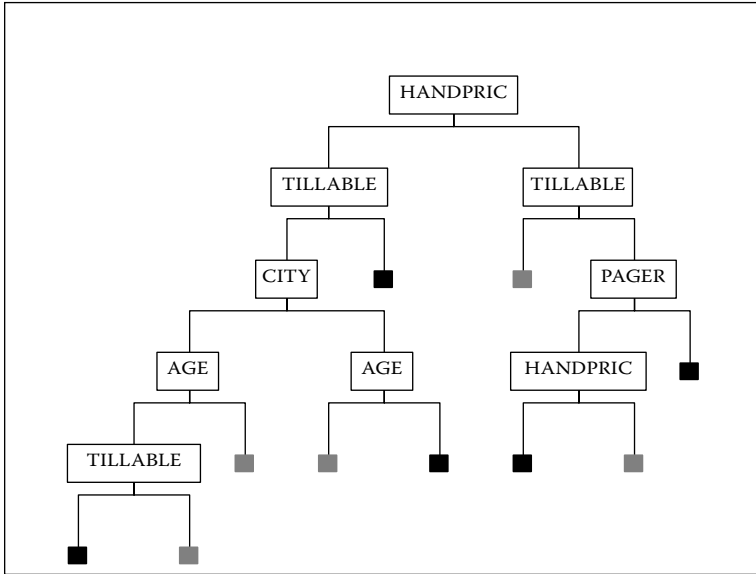 HANDPRIC
TILLABLE
TILLABLE
CITY
PAGER
AGE
AGE
HANDPRIC
TILLABLE